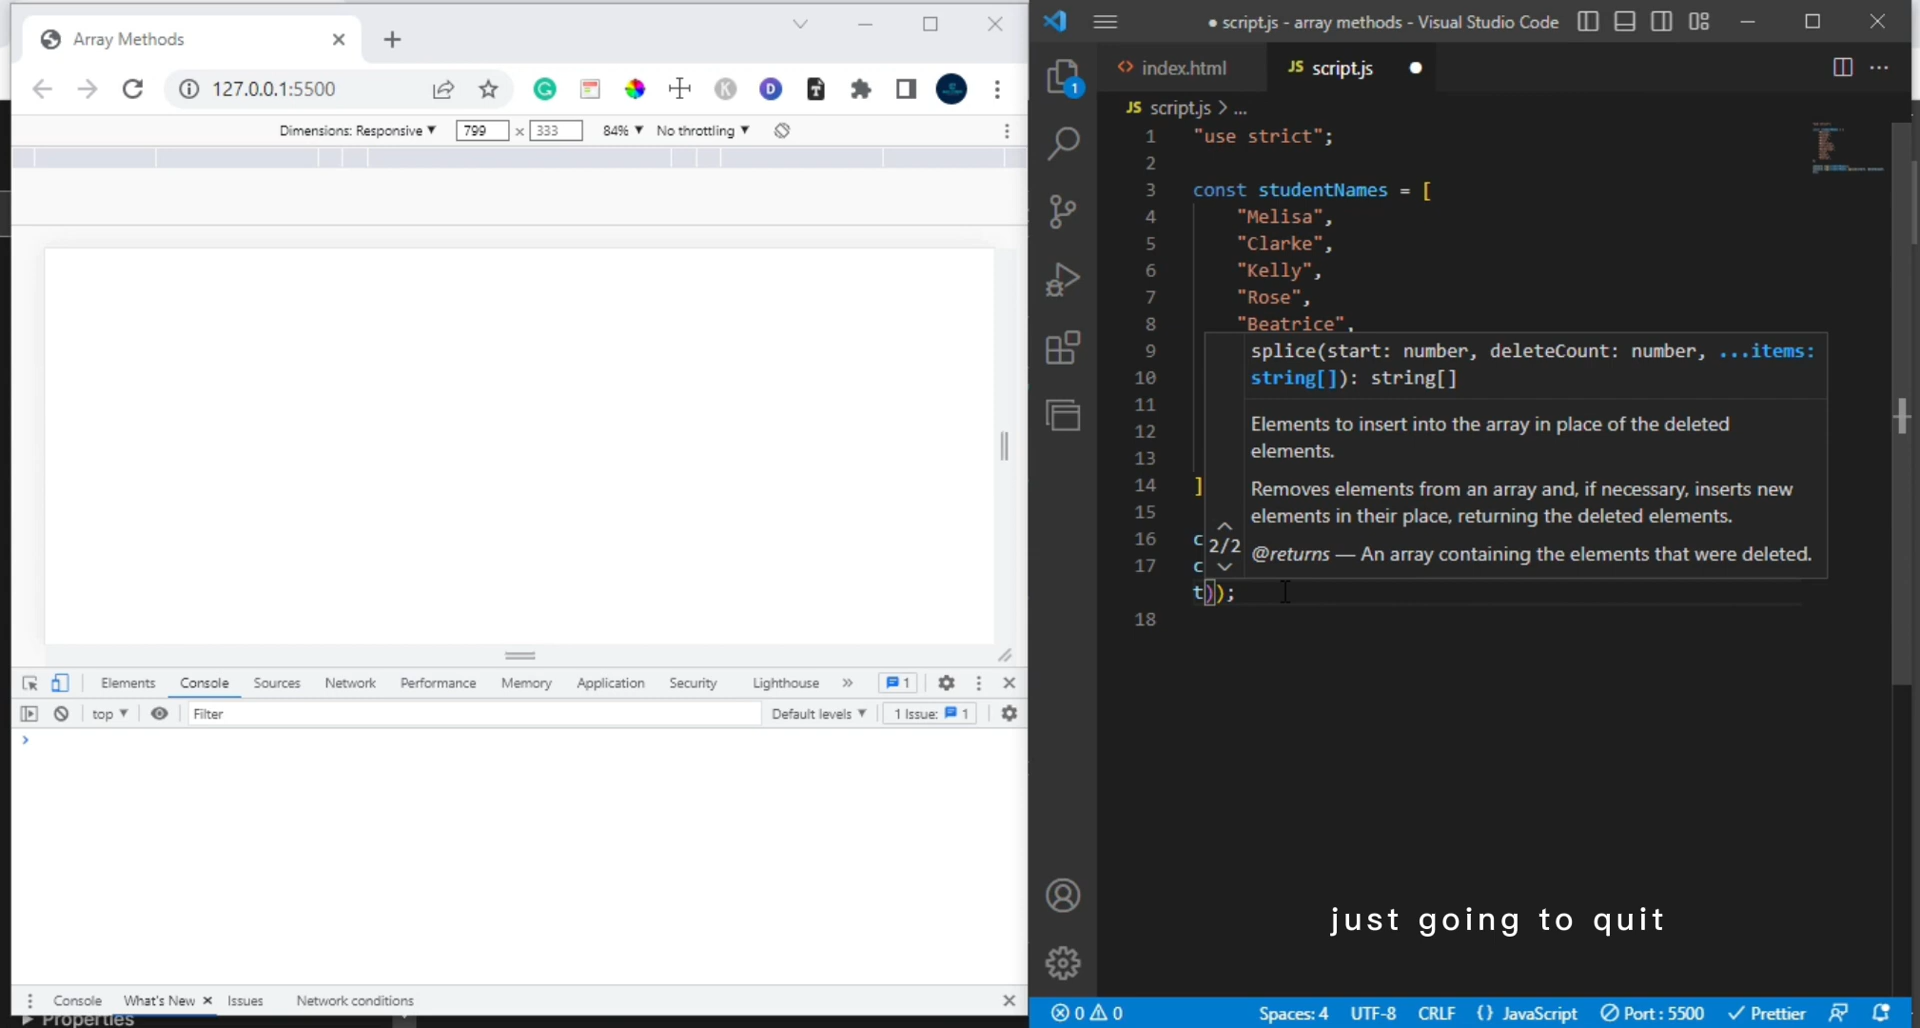 Array Methods
127.0.0.1:5500
Dimensions: Responsive 799 x 333 84% No throttling
Elements Console Sources Network Performance Memory Application Security Lighthouse 1
top Filter Default levels 1 Issue: 1
Console What's New Issues Network conditions
Properties
script.js - array methods - Visual Studio Code
index.html
JS script.js
JS script.js > ...
1 "use strict";
2
3 const studentNames = [
4 "Melisa",
5 "Clarke",
6 "Kelly",
7 "Rose",
8 "Beatrice",
9
10
11
12
13
14 ]
15
16 c
17 c
t));
18
splice(start: number, deleteCount: number, ...items:
string[]): string[]
Elements to insert into the array in place of the deleted
elements.
Removes elements from an array and, if necessary, inserts new
elements in their place, returning the deleted elements.
2/2
@returns — An array containing the elements that were deleted.
1
just going to quit
0 0 Spaces: 4 UTF-8 CRLF {} JavaScript Port : 5500 Prettier